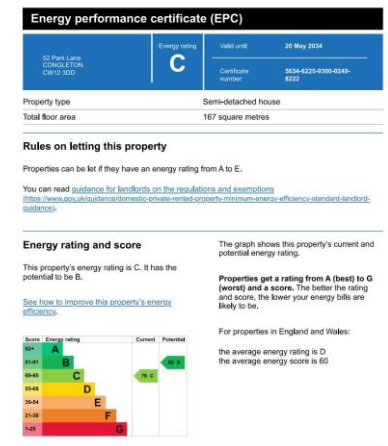 Energy performance certificate (EPC)
52 Park Lane
CONGLETON
CW12 3DD
Energy rating
C
Valid until:
20 May 2034
Certificate number:
5634-6225-9300-0249-
6222
Property type
Semi-detached house
Total floor area
167 square metres
Rules on letting this property
Properties can be let if they have an energy rating from A to E.
You can read guidance for landlords on the regulations and exemptions
(https://www.gov.uk/guidance/domestic-private-rented-property-minimum-energy-efficiency-standard-landlord-
guidance).
Energy rating and score
This property's energy rating is C. It has the
potential to be B.
See how to improve this property's energy
efficiency.
The graph shows this property's current and
potential energy rating.
Properties get a rating from A (best) to G
(worst) and a score. The better the rating
and score, the lower your energy bills are
likely to be.
For properties in England and Wales:
the average energy rating is D
the average energy score is 60
Score Energy rating Current Potential
92+ A
81-91 B
69-80 C 76 C
55-68 D
39-54 E
21-38 F
1-20 G